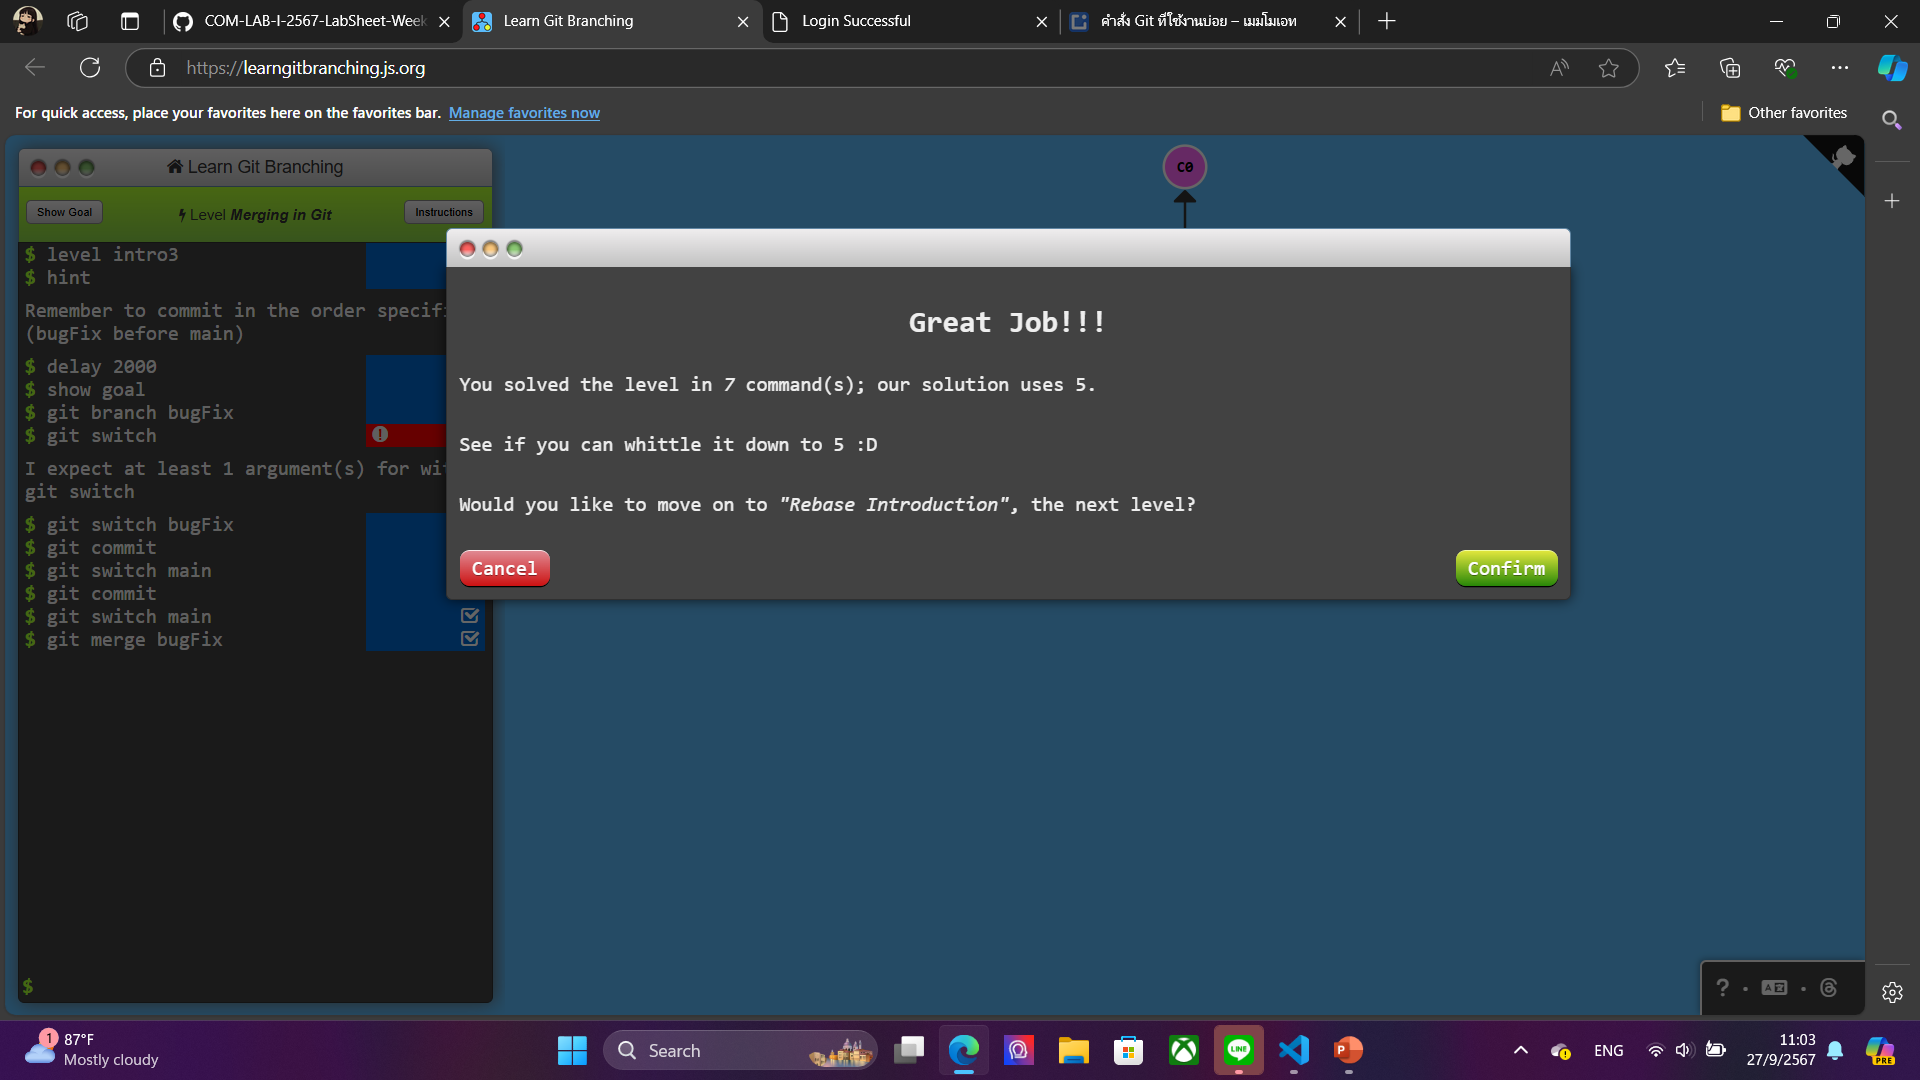 COM-LAB-I-2567-LabSheet-Week
Learn Git Branching
Login Successful
คำสั่ง Git ที่ใช้งานบ่อย – เมมโมเอท
https://learngitbranching.js.org
For quick access, place your favorites here on the favorites bar. Manage favorites now
Other favorites
Learn Git Branching
Show Goal
Level Merging in Git
Instructions
C0
$ level intro3
$ hint
Remember to commit in the order specifi
(bugFix before main)
$ delay 2000
$ show goal
$ git branch bugFix
$ git switch
I expect at least 1 argument(s) for wi
git switch
$ git switch bugFix
$ git commit
$ git switch main
$ git commit
$ git switch main
$ git merge bugFix
$
Great Job!!!
You solved the level in 7 command(s); our solution uses 5.
See if you can whittle it down to 5 :D
Would you like to move on to "Rebase Introduction", the next level?
Cancel
Confirm
1
87°F
Mostly cloudy
Search
LINE
ENG
11:03
27/9/2567
PRE